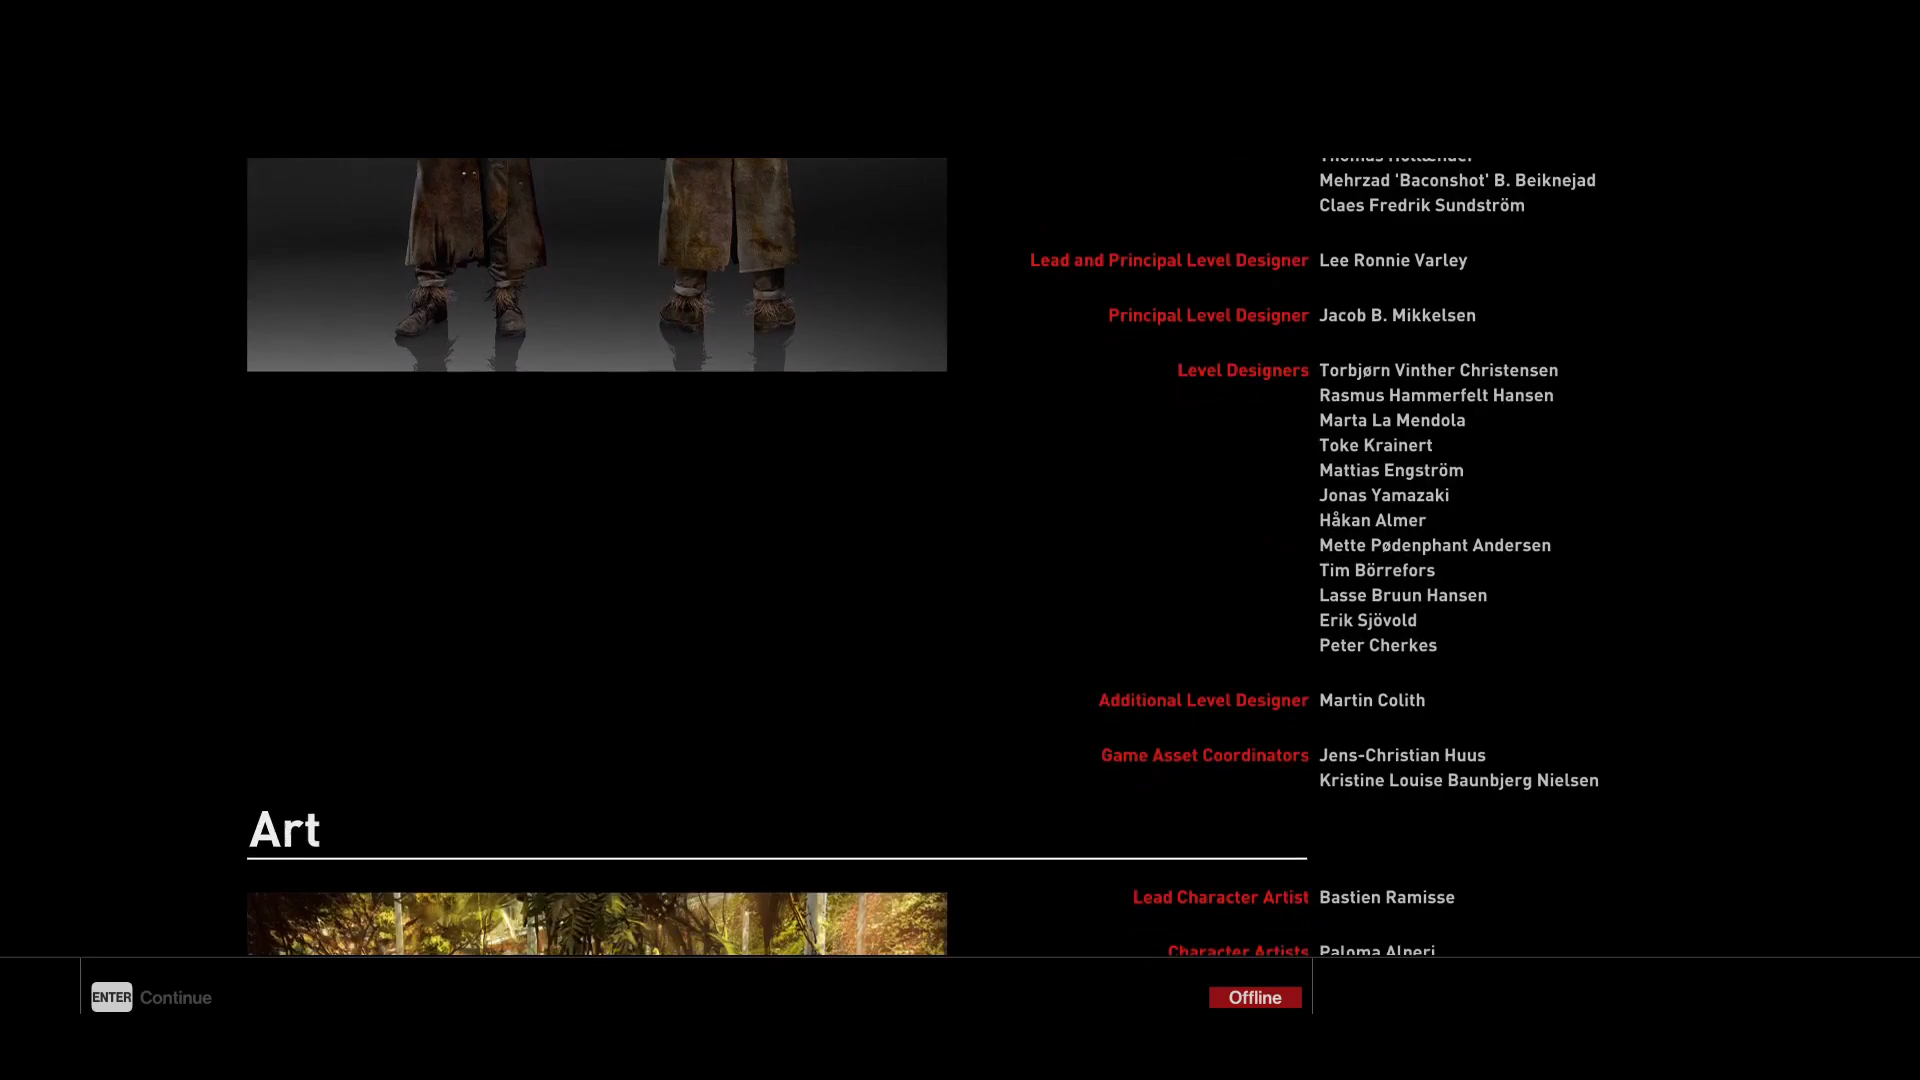 Mehrzad 'Baconshot' B. Beiknejad
Claes Fredrik Sundström
Lead and Principal Level Designer Lee Ronnie Varley
Principal Level Designer Jacob B. Mikkelsen
Level Designers Torbjørn Vinther Christensen
Rasmus Hammerfelt Hansen
Marta La Mendola
Toke Krainert
Mattias Engström
Jonas Yamazaki
Håkan Almer
Mette Pødenphant Andersen
Tim Börrefors
Lasse Bruun Hansen
Erik Sjövold
Peter Cherkes
Additional Level Designer Martin Colith
Game Asset Coordinators Jens-Christian Huus
Kristine Louise Baunbjerg Nielsen
Art
Lead Character Artist Bastien Ramisse
Character Artists Paloma
ENTER Continue
Offline